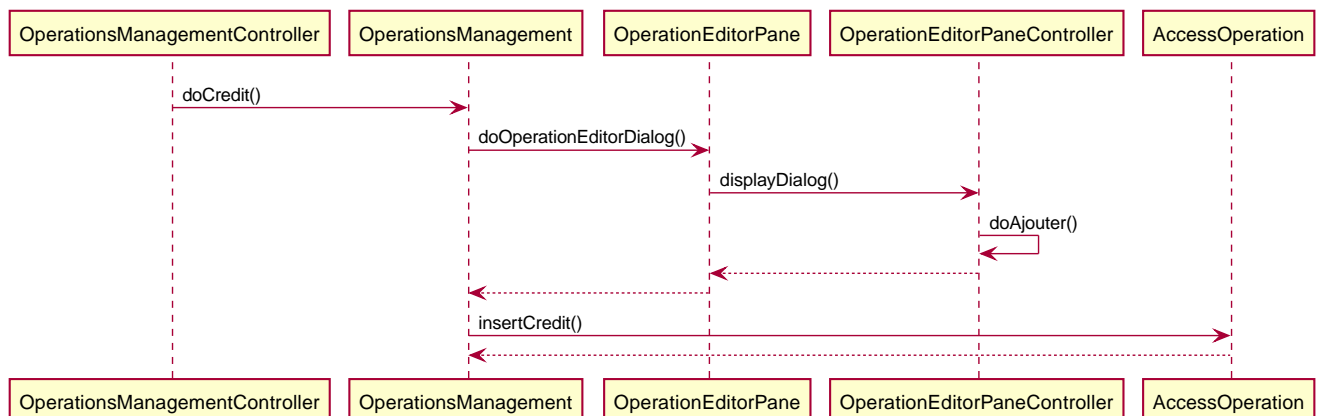 OperationsManagementController OperationsManagement OperationEditorPane OperationEditorPaneController AccessOperation
doCredit()
doOperationEditorDialog()
displayDialog()
doAjouter()
insertCredit()
OperationsManagementController OperationsManagement OperationEditorPane OperationEditorPaneController AccessOperation